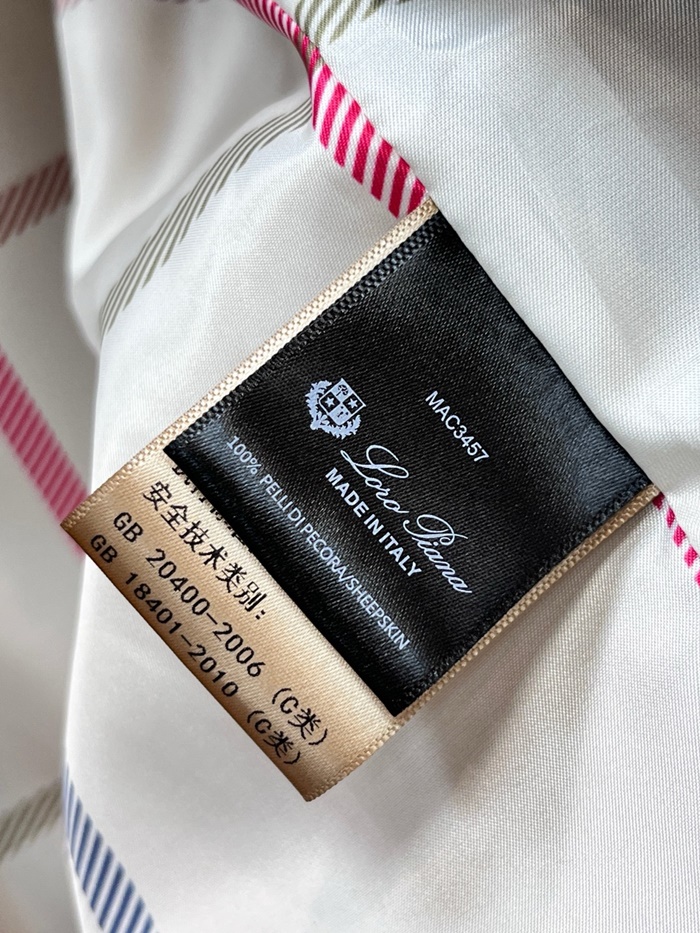 MAC3457
Loro Piana
MADE IN ITALY
100% PELLI DI PECORA/SHEEPSKIN
安全技术类别:
GB 20400-2006 (C类)
GB 18401-2010 (C类)